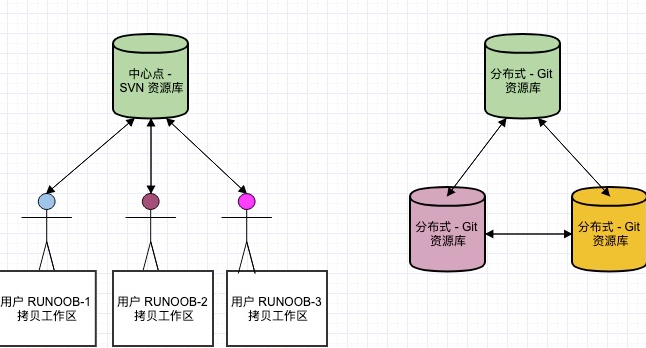 中心点 -
SVN 资源库
分布式 - Git
资源库
分布式 - Git
资源库
分布式 - Git
资源库
用户 RUNOOB-1
拷贝工作区
用户 RUNOOB-2
拷贝工作区
用户 RUNOOB-3
拷贝工作区